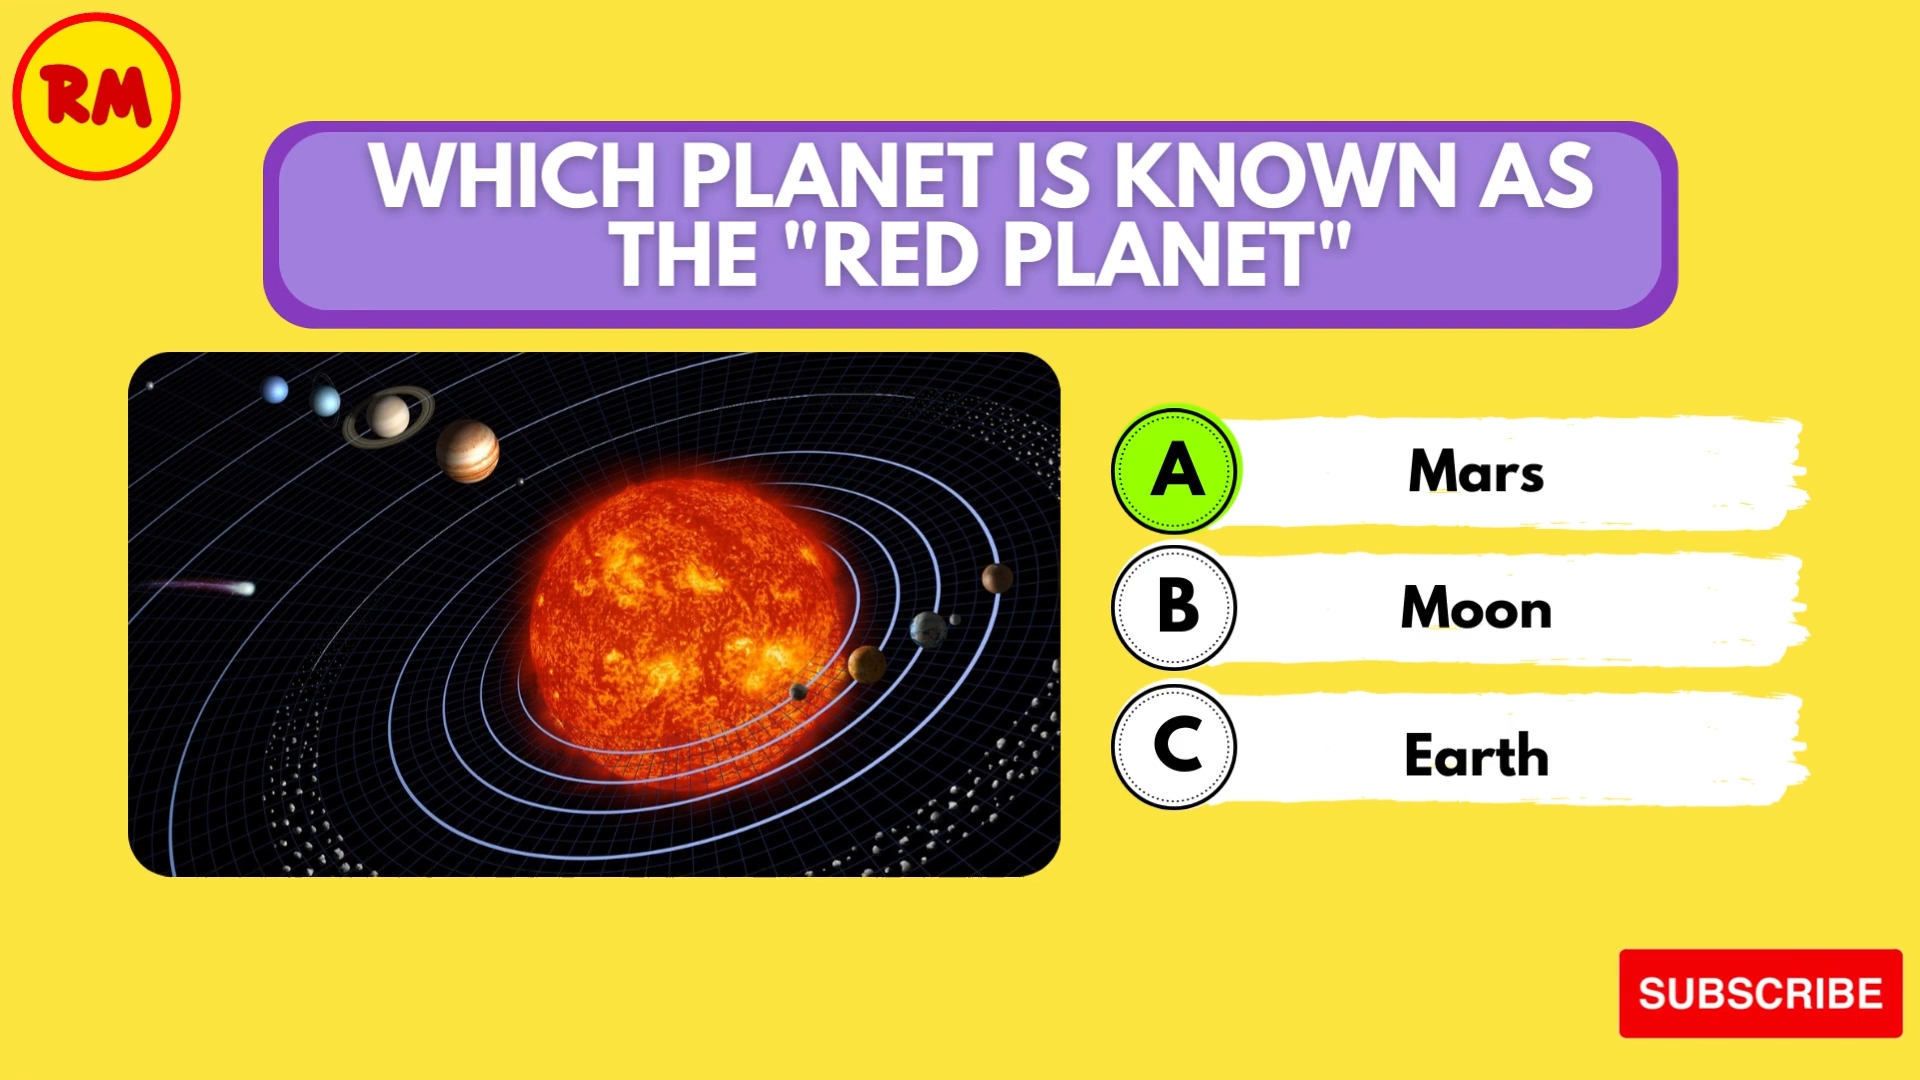 RM
WHICH PLANET IS KNOWN AS
THE "RED PLANET"
A Mars
B Moon
C Earth
SUBSCRIBE